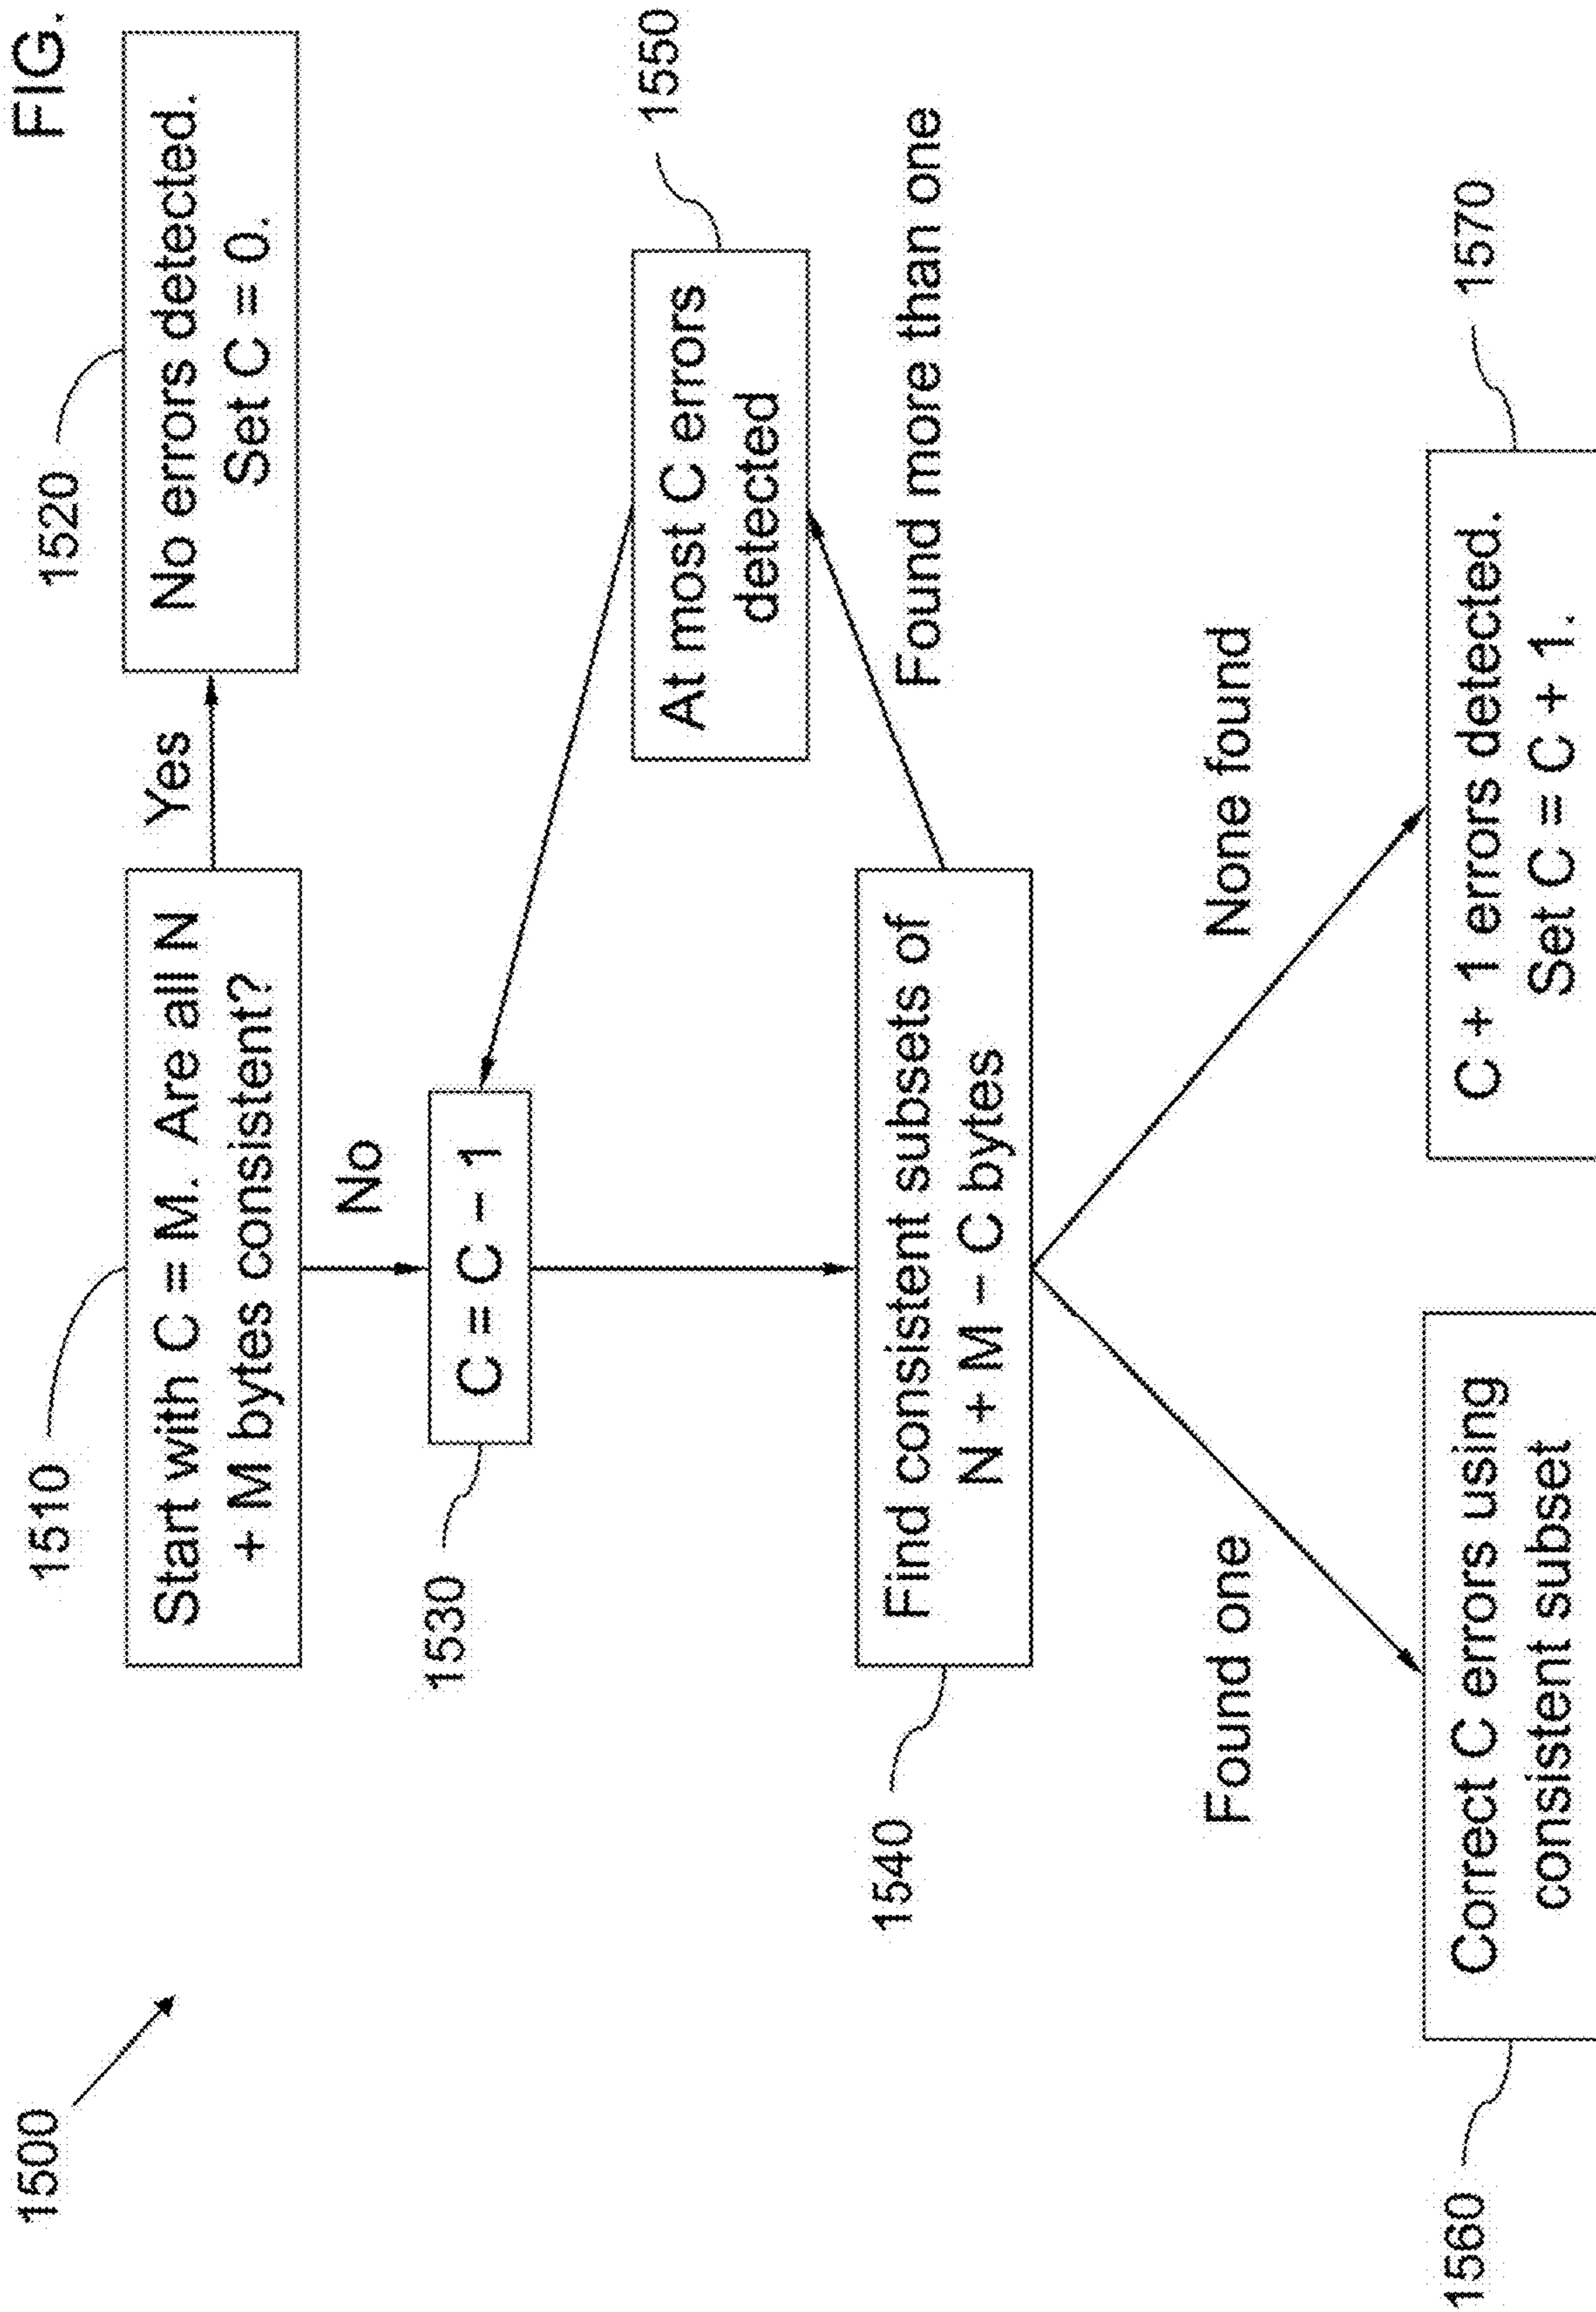 FIG.
1500
1510
Start with C = M. Are all N
+ M bytes consistent?
Yes
1520
No errors detected.
Set C = 0.
No
1530
C = C − 1
1550
At most C errors
detected
1540
Find consistent subsets of
N + M − C bytes
Found more than one
Found one
None found
1560
Correct C errors using
consistent subset
1570
C + 1 errors detected.
Set C = C + 1.